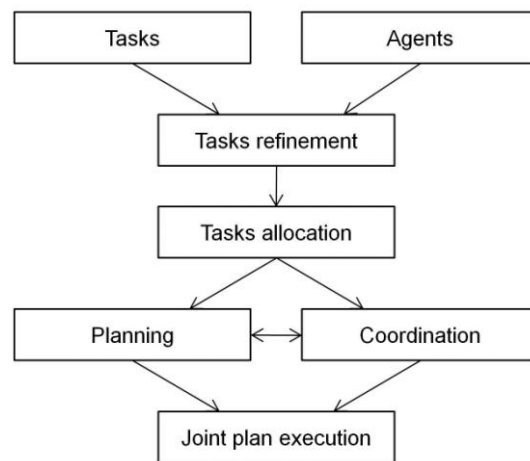 Tasks
Agents
Tasks refinement
Tasks allocation
Planning
Coordination
Joint plan execution